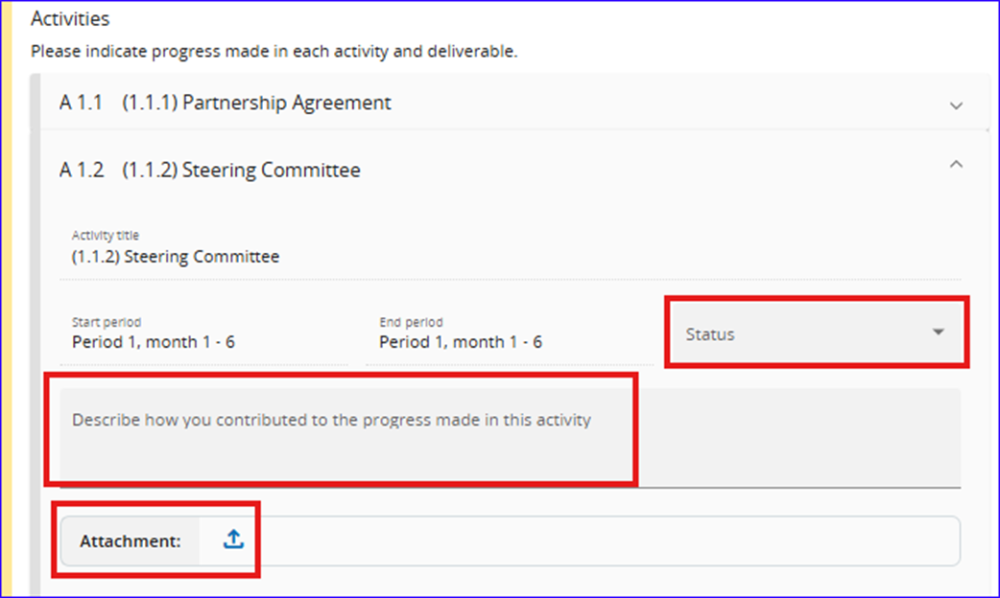 Activities
Please indicate progress made in each activity and deliverable.
A 1.1 (1.1.1) Partnership Agreement
A 1.2 (1.1.2) Steering Committee
Activity title
(1.1.2) Steering Committee
Start period
Period 1, month 1 - 6
End period
Period 1, month 1 - 6
Status
Describe how you contributed to the progress made in this activity
Attachment: